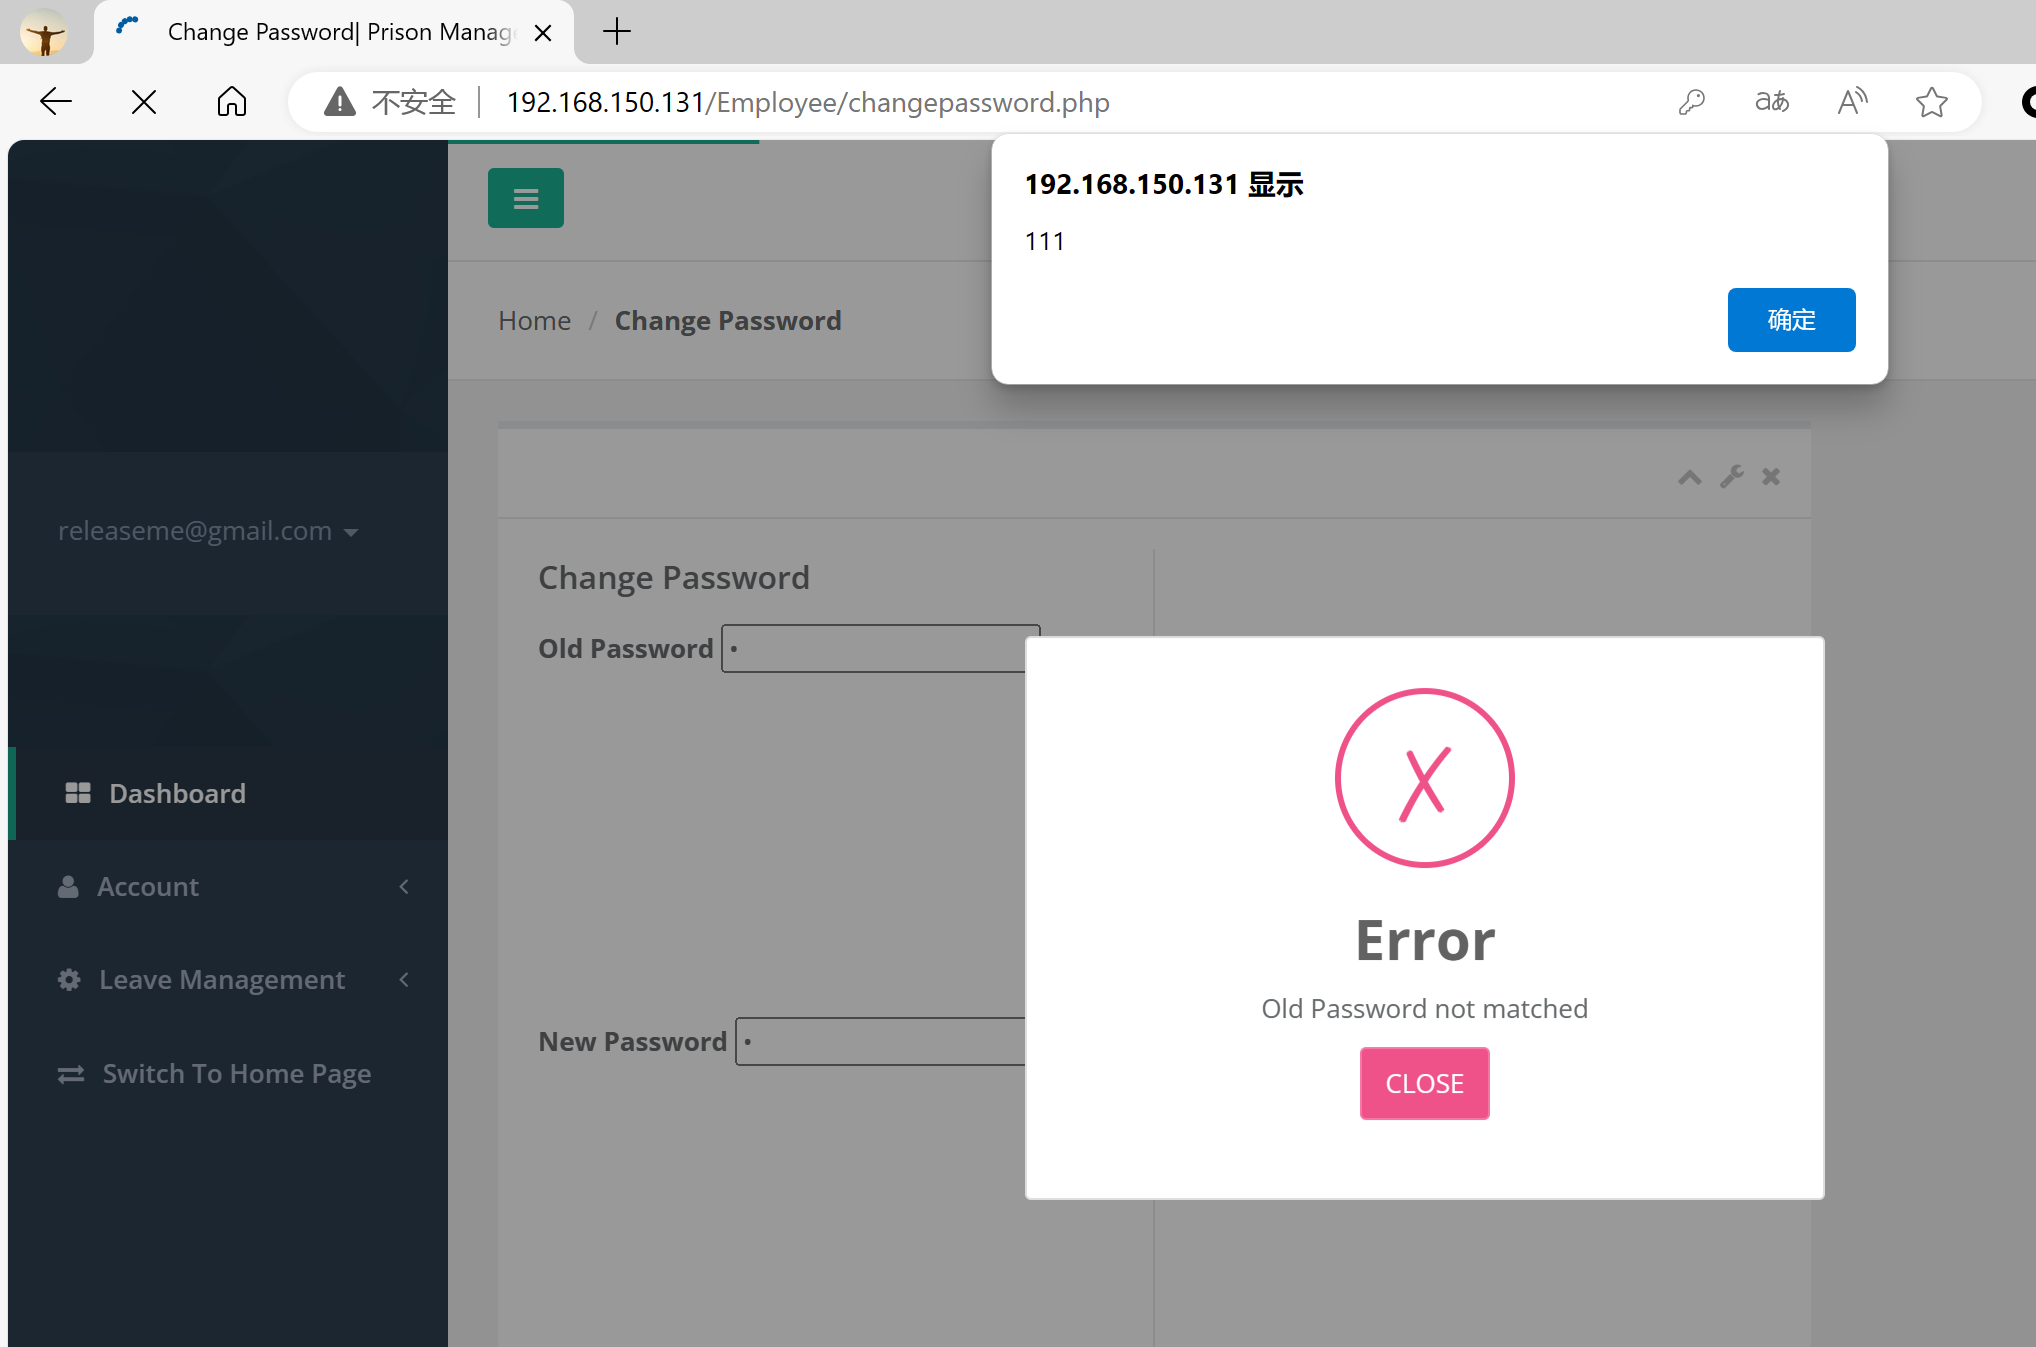 Change Password| Prison Manag
不安全
192.168.150.131/Employee/changepassword.php
aあ
A
192.168.150.131 显示
111
确定
Home / Change Password
releaseme@gmail.com
Change Password
Old Password
Dashboard
Account
Error
Leave Management
Old Password not matched
New Password
Switch To Home Page
CLOSE